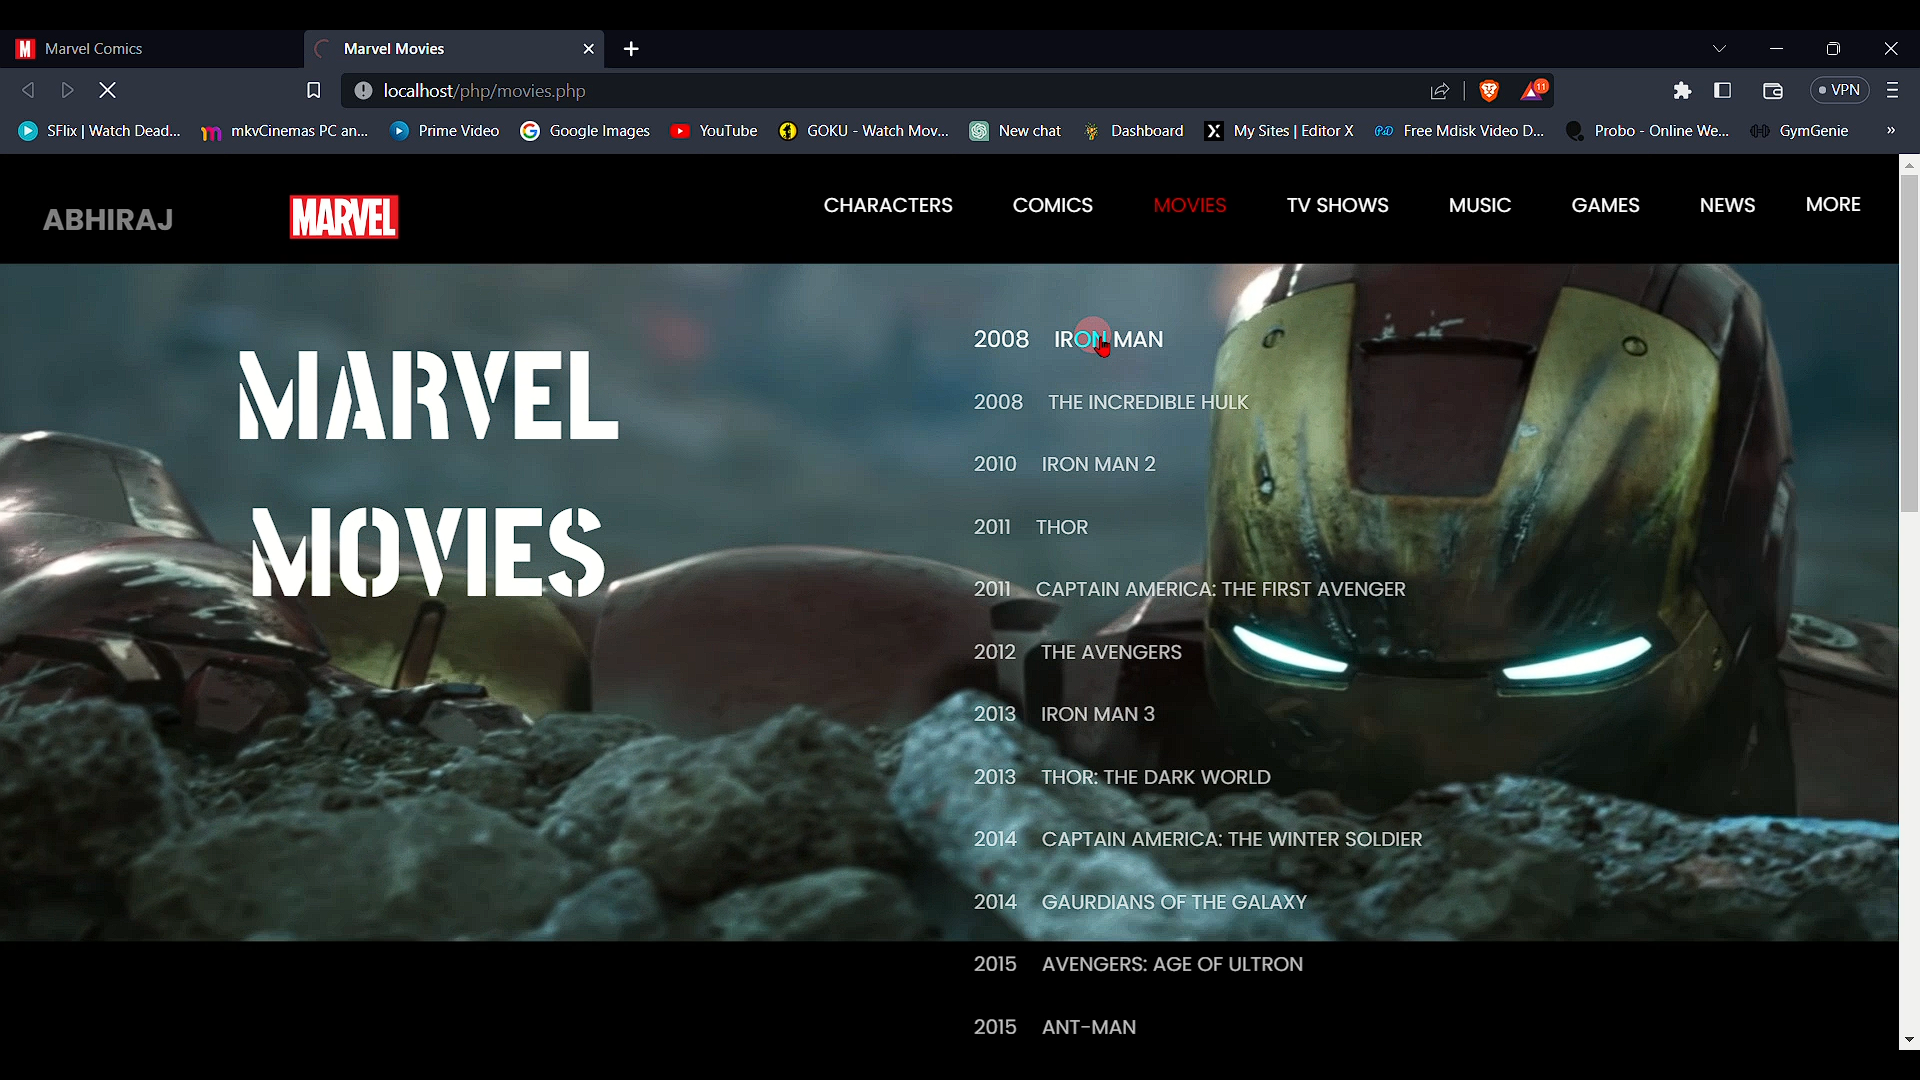 Marvel Comics
Marvel Movies
localhost/php/movies.php
11
VPN
SFlix | Watch Dead...
mkvCinemas PC an...
Prime Video
Google Images
YouTube
GOKU - Watch Mov...
New chat
Dashboard
My Sites | Editor X
Free Mdisk Video D...
Probo - Online We...
GymGenie
»
ABHIRAJ
MARVEL
CHARACTERS
COMICS
MOVIES
TV SHOWS
MUSIC
GAMES
NEWS
MORE
MARVEL
MOVIES
2008 IRON MAN
2008 THE INCREDIBLE HULK
2010 IRON MAN 2
2011 THOR
2011 CAPTAIN AMERICA: THE FIRST AVENGER
2012 THE AVENGERS
2013 IRON MAN 3
2013 THOR: THE DARK WORLD
2014 CAPTAIN AMERICA: THE WINTER SOLDIER
2014 GAURDIANS OF THE GALAXY
2015 AVENGERS: AGE OF ULTRON
2015 ANT-MAN